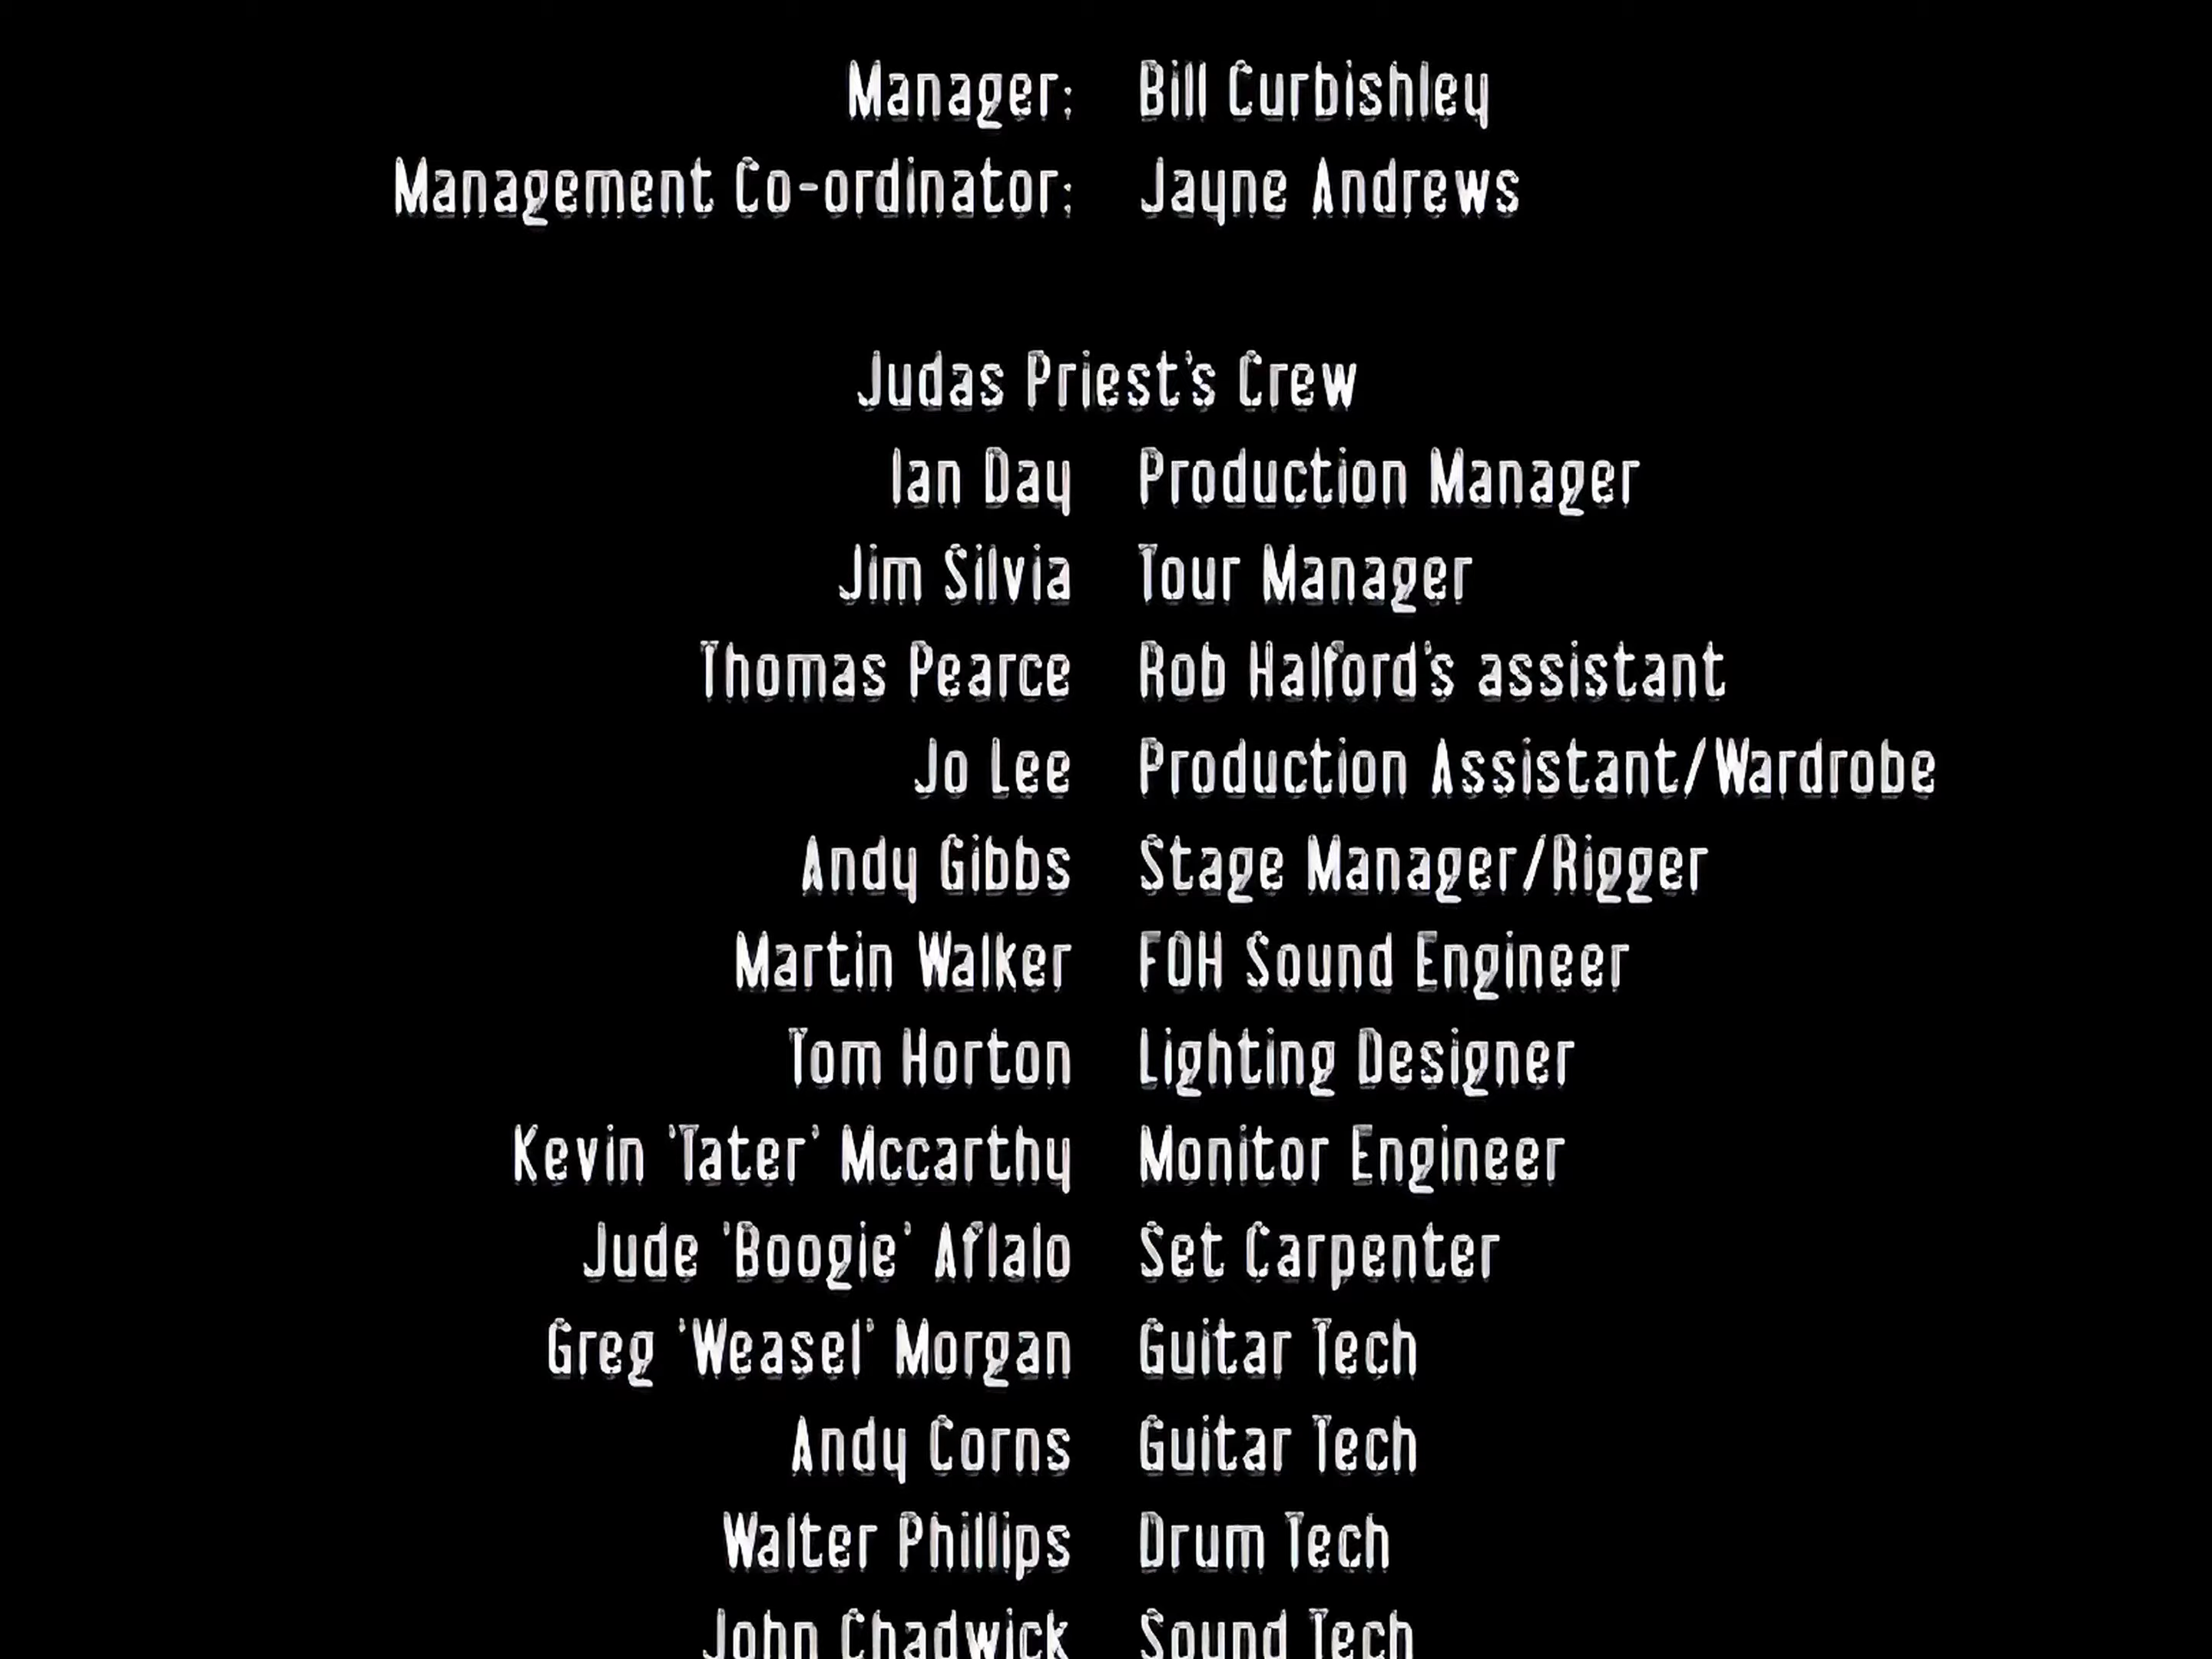 Manager: Bill Curbishley
Management Co-ordinator: Jayne Andrews
Judas Priest's Crew
Ian Day Production Manager
Jim Silvia Tour Manager
Thomas Pearce Rob Halford's assistant
Jo Lee Production Assistant/Wardrobe
Andy Gibbs Stage Manager/Rigger
Martin Walker FOH Sound Engineer
Tom Horton Lighting Designer
Kevin 'Tater' Mccarthy Monitor Engineer
Jude 'Boogie' Aflalo Set Carpenter
Greg 'Weasel' Morgan Guitar Tech
Andy Corns Guitar Tech
Walter Phillips Drum Tech
John Chadwick Sound Tech